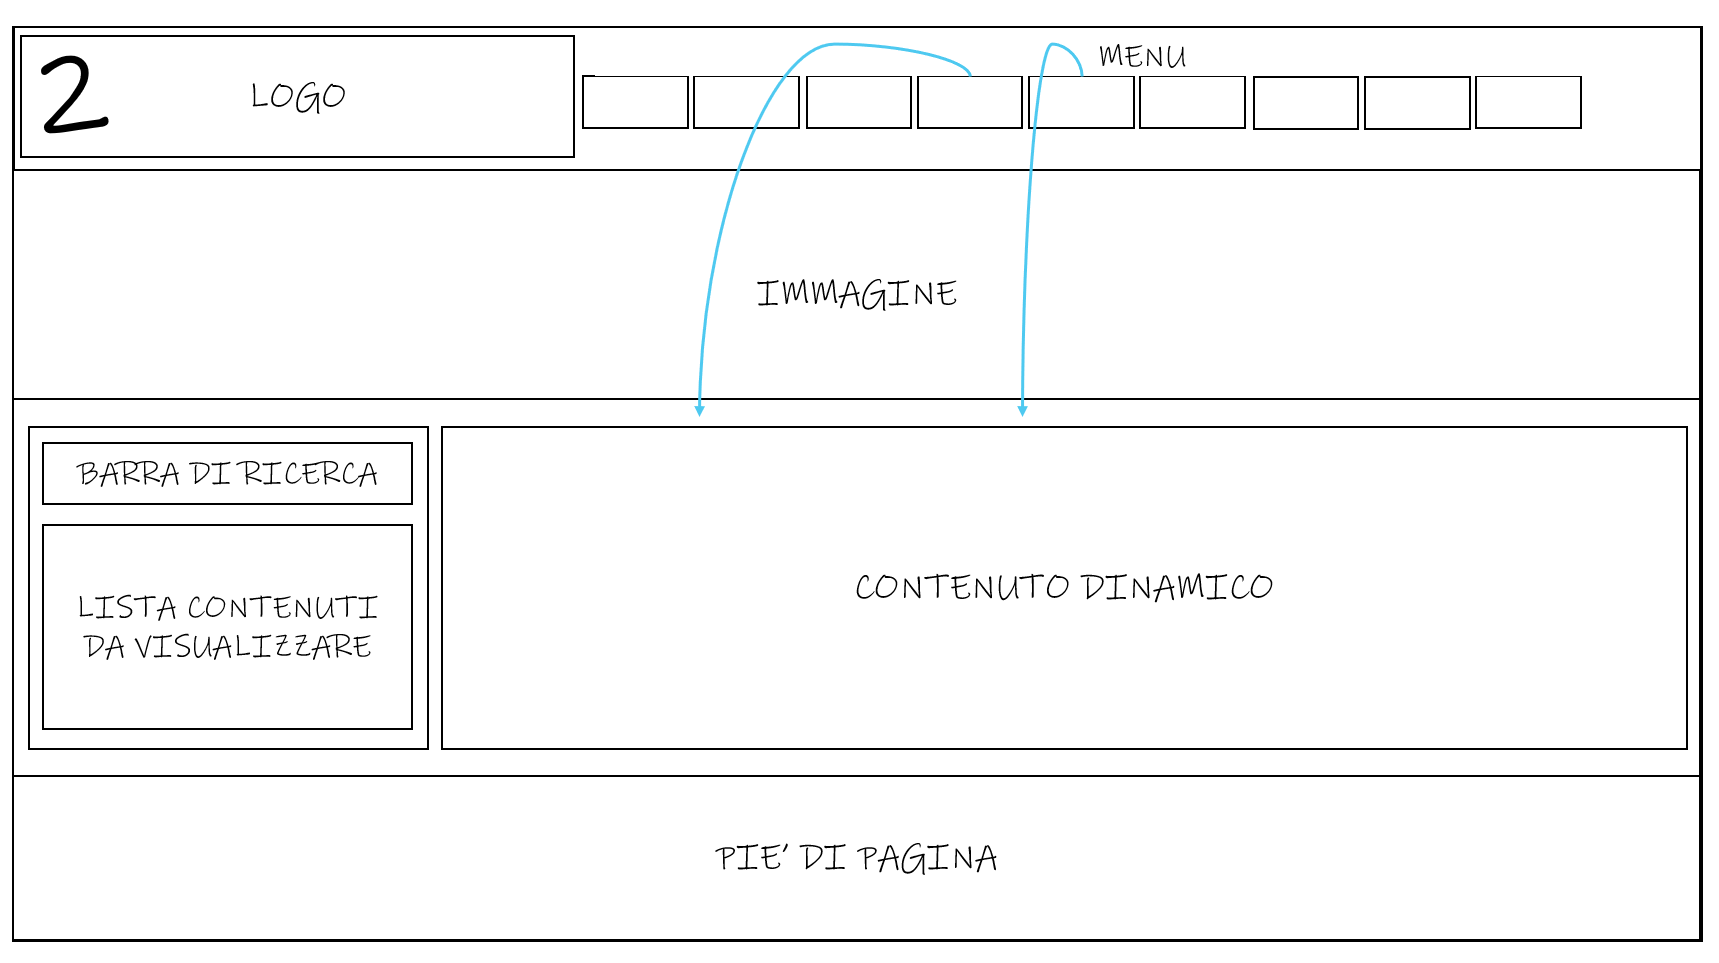 2
LOGO
MENU
IMMAGINE
BARRA DI RICERCA
LISTA CONTENUTI
DA VISUALIZZARE
CONTENUTO DINAMICO
PIE' DI PAGINA